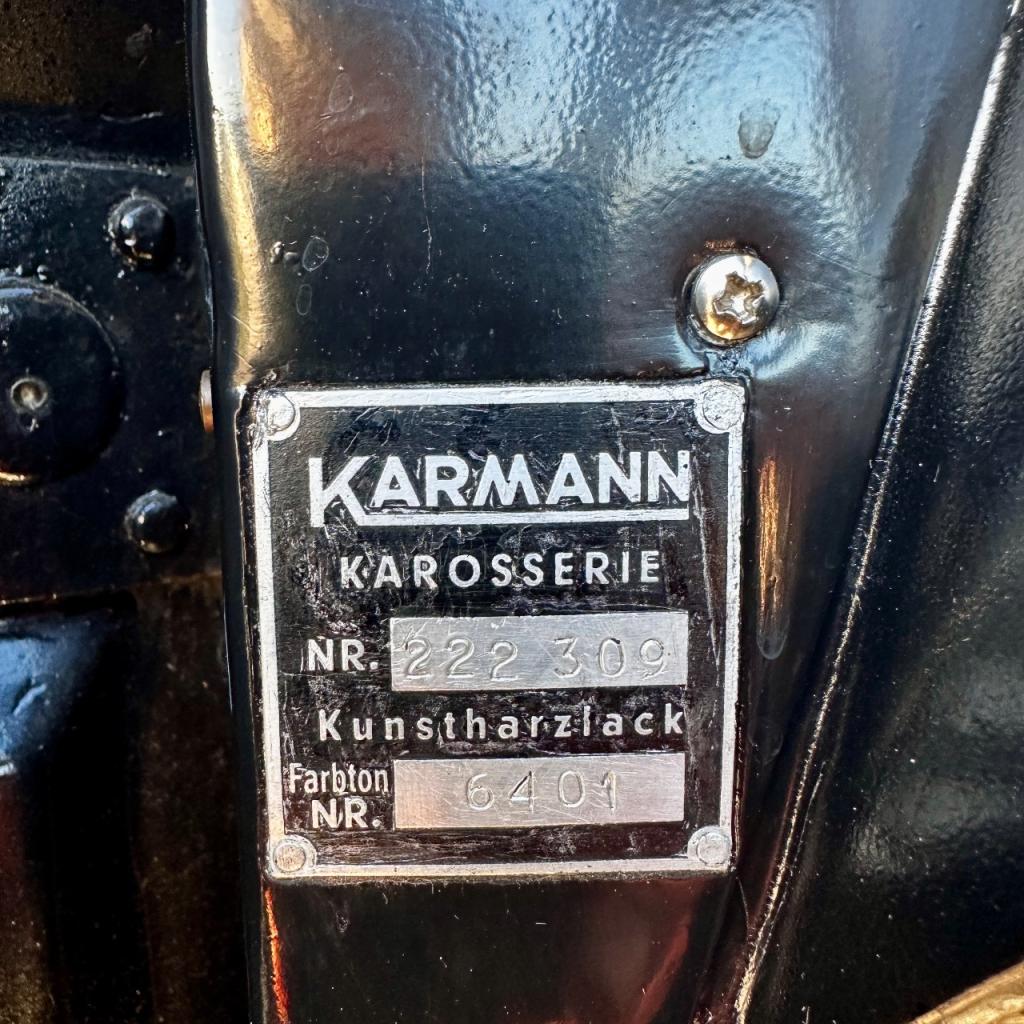 KARMANN
KAROSSERIE
NR. 222 309
Kunstharzlack
Farbton
NR. 6401